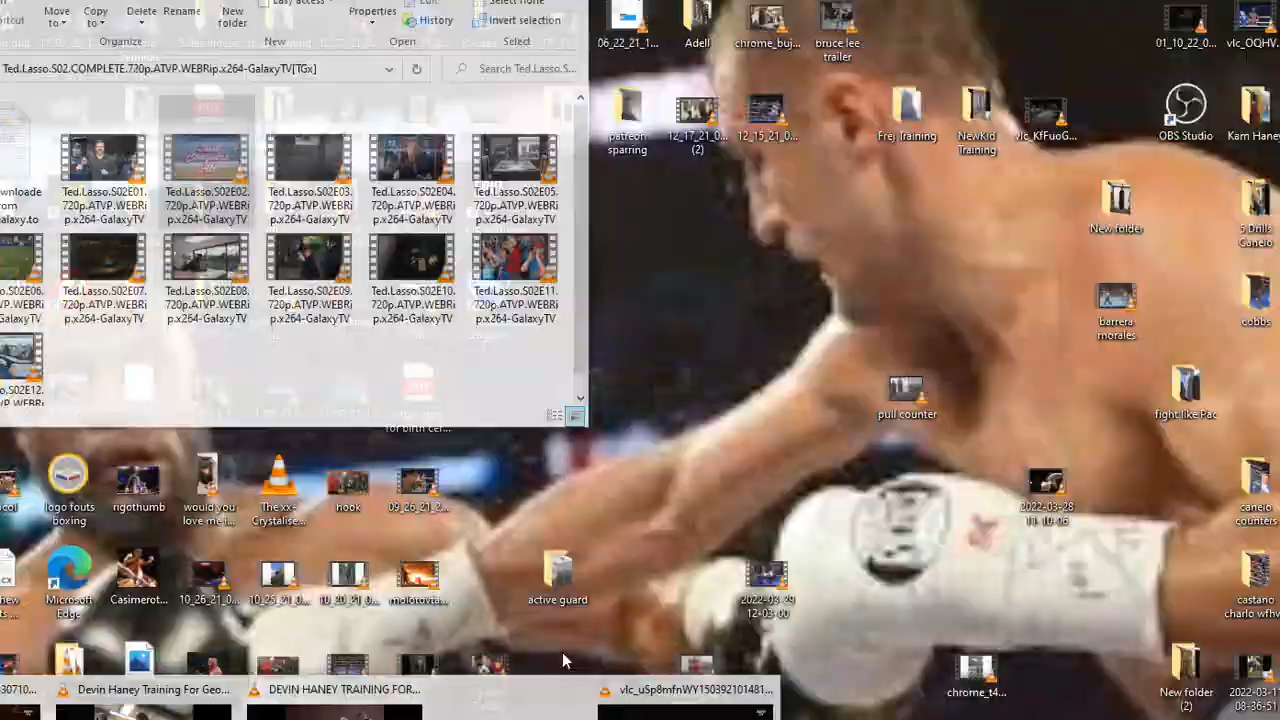 Move to
Copy to
Delete
Rename
New folder
Properties
History
Invert selection
Organize
New
Open
Select
Ted.Lasso.S02.COMPLETE.720p.ATVP.WEBRip.x264-GalaxyTV[TGx]
Search Ted.Lasso.S...
Ted.Lasso.S02E01.
720p.ATVP.WEBRi
p.x264-GalaxyTV
Ted.Lasso.S02E02.
720p.ATVP.WEBRi
p.x264-GalaxyTV
Ted.Lasso.S02E03.
720p.ATVP.WEBRi
p.x264-GalaxyTV
Ted.Lasso.S02E04.
720p.ATVP.WEBRi
p.x264-GalaxyTV
Ted.Lasso.S02E05.
720p.ATVP.WEBRi
p.x264-GalaxyTV
Ted.Lasso.S02E07.
720p.ATVP.WEBRi
p.x264-GalaxyTV
Ted.Lasso.S02E08.
720p.ATVP.WEBRi
p.x264-GalaxyTV
Ted.Lasso.S02E09.
720p.ATVP.WEBRi
p.x264-GalaxyTV
Ted.Lasso.S02E10.
720p.ATVP.WEBRi
p.x264-GalaxyTV
Ted.Lasso.S02E11.
720p.ATVP.WEBRi
p.x264-GalaxyTV
06_22_21_1...
Adell
chrome_buj...
bruce lee
trailer
01_10_22_0...
vlc_OQHV.
patreon
sparring
12_17_21_0...
(2)
12_15_21_0...
Frej Training
NewKid
Training
vlc_KfFuoG...
OBS Studio
Kam Hane
New folder
5 Drills
Canelo
barrera
morales
cobbs
pull counter
fight like Pac
logo fouts
boxing
rigothumb
would you
love me i...
The xx-
Crystalise...
hook
09_26_21_2...
2022-03-28
11-10-06
canelo
counters
Microsoft
Edge
Casimerot...
10_26_21_0...
10_25_21_0...
10_20_21_0...
molotovta...
active guard
2022-03-29
12-03-00
castano
charlo wfhv
Devin Haney Training For Geo...
DEVIN HANEY TRAINING FOR...
vlc_uSp8mfnWY150392101481...
chrome_t4...
New folder
(2)
2022-03-1
08-36-51